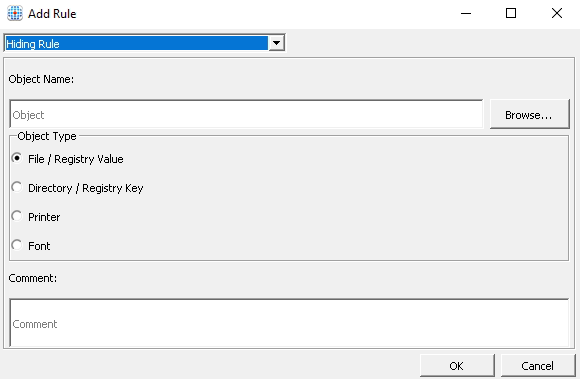 Add Rule
Hiding Rule
Object Name:
Object
Browse...
Object Type
File / Registry Value
Directory / Registry Key
Printer
Font
Comment:
Comment
OK
Cancel